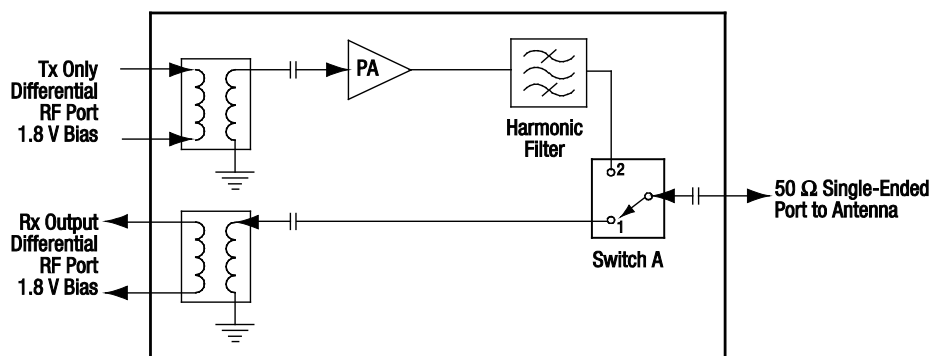 Tx Only
Differential
RF Port
1.8 V Bias
PA
Harmonic
Filter
2
50 Ω Single-Ended
Port to Antenna
1
Switch A
Rx Output
Differential
RF Port
1.8 V Bias